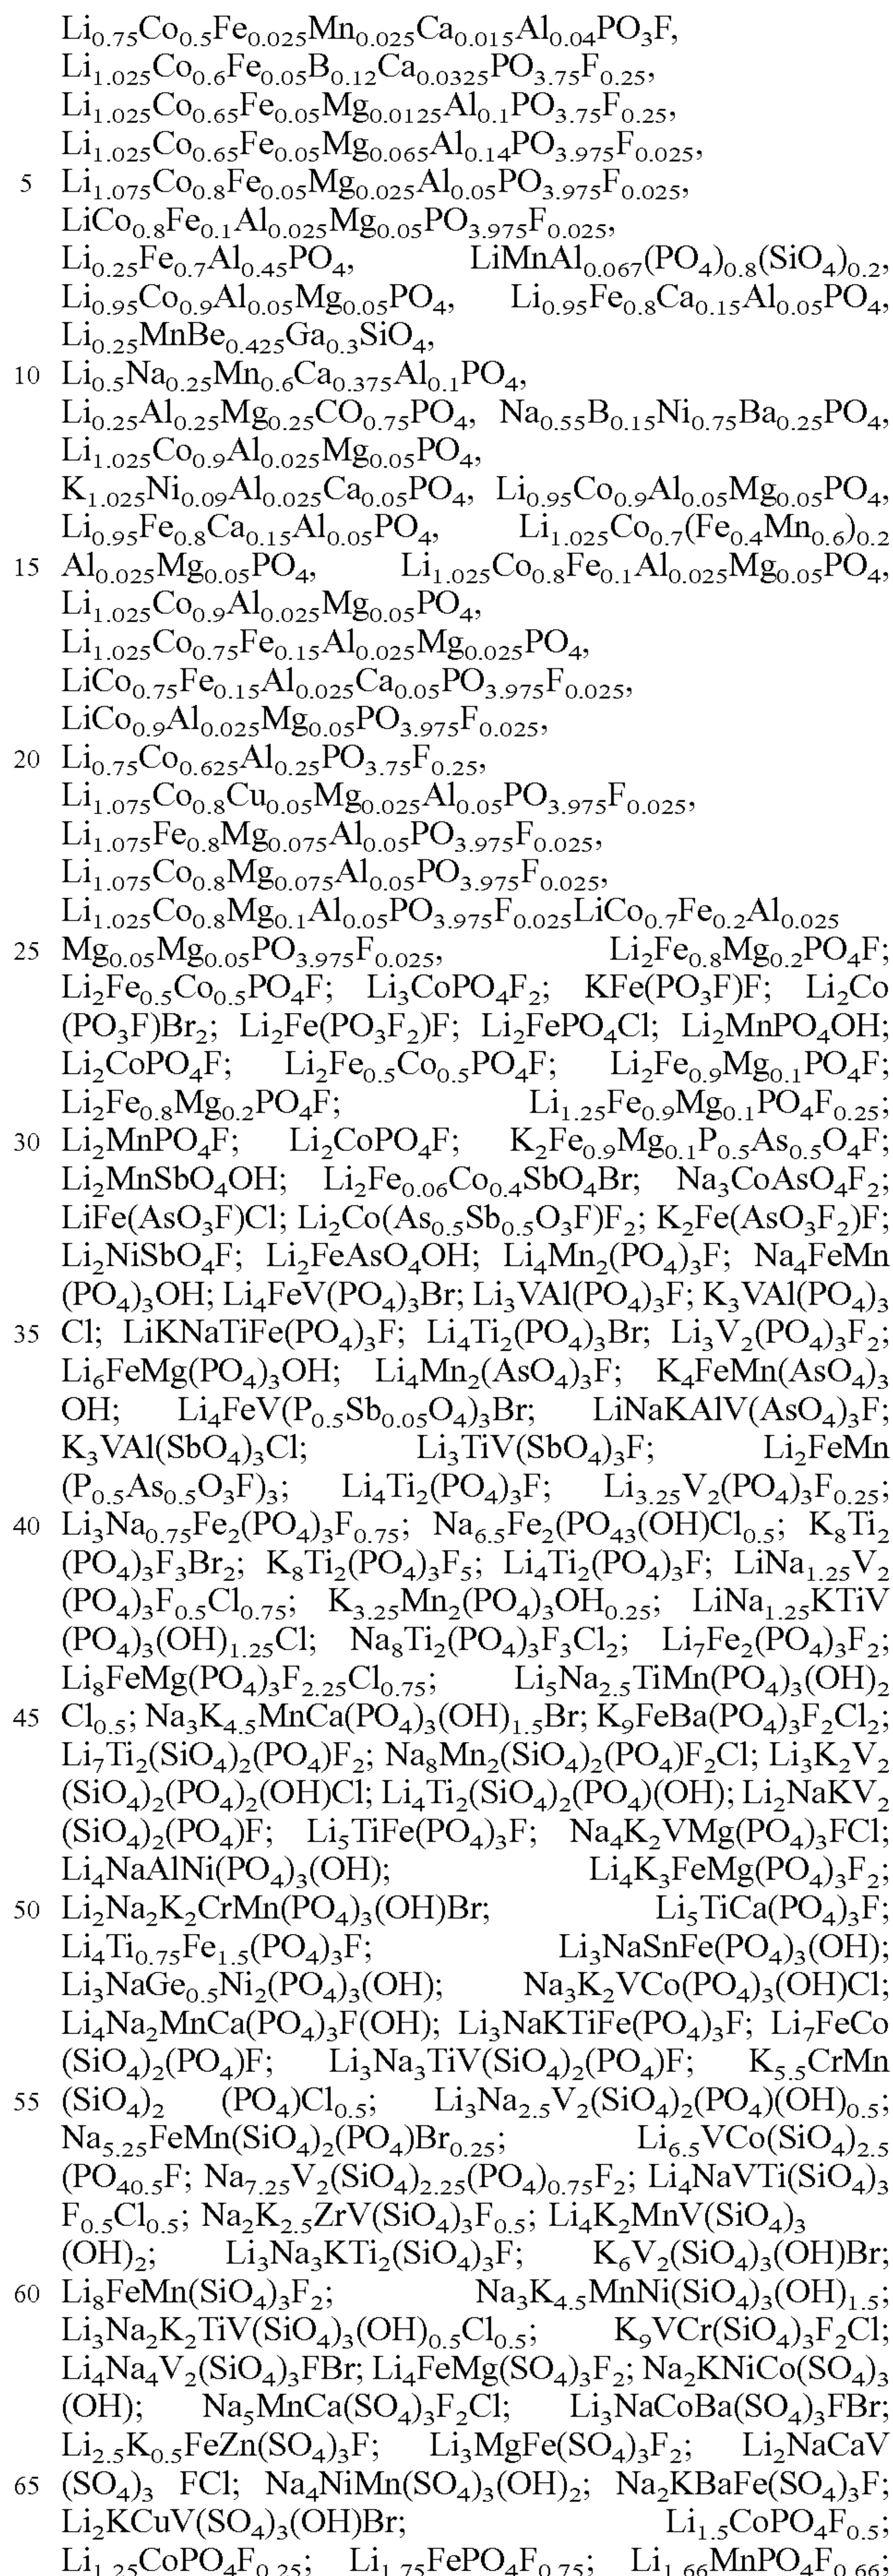 Li₀.₇₅Co₀.₅Fe₀.₀₂₅Mn₀.₀₂₅Ca₀.₀₁₅Al₀.₀₄PO₃F,
Li₁.₀₂₅Co₀.₆Fe₀.₀₅B₀.₁₂Ca₀.₀₃₂₅PO₃.₇₅F₀.₂₅,
Li₁.₀₂₅Co₀.₆₅Fe₀.₀₅Mg₀.₀₁₂₅Al₀.₁PO₃.₇₅F₀.₂₅,
Li₁.₀₂₅Co₀.₆₅Fe₀.₀₅Mg₀.₀₆₅Al₀.₁₄PO₃.₉₇₅F₀.₀₂₅,
5 Li₁.₀₇₅Co₀.₈Fe₀.₀₅Mg₀.₀₂₅Al₀.₀₅PO₃.₉₇₅F₀.₀₂₅,
LiCo₀.₈Fe₀.₁Al₀.₀₂₅Mg₀.₀₅PO₃.₉₇₅F₀.₀₂₅,
Li₀.₂₅Fe₀.₇Al₀.₄₅PO₄, LiMnAl₀.₀₆₇(PO₄)₀.₈(SiO₄)₀.₂,
Li₀.₉₅Co₀.₉Al₀.₀₅Mg₀.₀₅PO₄, Li₀.₉₅Fe₀.₈Ca₀.₁₅Al₀.₀₅PO₄,
Li₀.₂₅MnBe₀.₄₂₅Ga₀.₃SiO₄,
10 Li₀.₅Na₀.₂₅Mn₀.₆Ca₀.₃₇₅Al₀.₁PO₄,
Li₀.₂₅Al₀.₂₅Mg₀.₂₅CO₀.₇₅PO₄, Na₀.₅₅B₀.₁₅Ni₀.₇₅Ba₀.₂₅PO₄,
Li₁.₀₂₅Co₀.₉Al₀.₀₂₅Mg₀.₀₅PO₄,
K₁.₀₂₅Ni₀.₀₉Al₀.₀₂₅Ca₀.₀₅PO₄, Li₀.₉₅Co₀.₉Al₀.₀₅Mg₀.₀₅PO₄,
Li₀.₉₅Fe₀.₈Ca₀.₁₅Al₀.₀₅PO₄, Li₁.₀₂₅Co₀.₇(Fe₀.₄Mn₀.₆)₀.₂
15 Al₀.₀₂₅Mg₀.₀₅PO₄, Li₁.₀₂₅Co₀.₈Fe₀.₁Al₀.₀₂₅Mg₀.₀₅PO₄,
Li₁.₀₂₅Co₀.₉Al₀.₀₂₅Mg₀.₀₅PO₄,
Li₁.₀₂₅Co₀.₇₅Fe₀.₁₅Al₀.₀₂₅Mg₀.₀₂₅PO₄,
LiCo₀.₇₅Fe₀.₁₅Al₀.₀₂₅Ca₀.₀₅PO₃.₉₇₅F₀.₀₂₅,
LiCo₀.₉Al₀.₀₂₅Mg₀.₀₅PO₃.₉₇₅F₀.₀₂₅,
20 Li₀.₇₅Co₀.₆₂₅Al₀.₂₅PO₃.₇₅F₀.₂₅,
Li₁.₀₇₅Co₀.₈Cu₀.₀₅Mg₀.₀₂₅Al₀.₀₅PO₃.₉₇₅F₀.₀₂₅,
Li₁.₀₇₅Fe₀.₈Mg₀.₀₇₅Al₀.₀₅PO₃.₉₇₅F₀.₀₂₅,
Li₁.₀₇₅Co₀.₈Mg₀.₀₇₅Al₀.₀₅PO₃.₉₇₅F₀.₀₂₅,
Li₁.₀₂₅Co₀.₈Mg₀.₁Al₀.₀₅PO₃.₉₇₅F₀.₀₂₅LiCo₀.₇Fe₀.₂Al₀.₀₂₅
25 Mg₀.₀₅Mg₀.₀₅PO₃.₉₇₅F₀.₀₂₅, Li₂Fe₀.₈Mg₀.₂PO₄F;
Li₂Fe₀.₅Co₀.₅PO₄F; Li₃CoPO₄F₂; KFe(PO₃F)F; Li₂Co
(PO₃F)Br₂; Li₂Fe(PO₃F₂)F; Li₂FePO₄Cl; Li₂MnPO₄OH;
Li₂CoPO₄F; Li₂Fe₀.₅Co₀.₅PO₄F; Li₂Fe₀.₉Mg₀.₁PO₄F;
Li₂Fe₀.₈Mg₀.₂PO₄F; Li₁.₂₅Fe₀.₉Mg₀.₁PO₄F₀.₂₅;
30 Li₂MnPO₄F; Li₂CoPO₄F; K₂Fe₀.₉Mg₀.₁P₀.₅As₀.₅O₄F;
Li₂MnSbO₄OH; Li₂Fe₀.₀₆Co₀.₄SbO₄Br; Na₃CoAsO₄F₂;
LiFe(AsO₃F)Cl; Li₂Co(As₀.₅Sb₀.₅O₃F)F₂; K₂Fe(AsO₃F₂)F;
Li₂NiSbO₄F; Li₂FeAsO₄OH; Li₄Mn₂(PO₄)₃F; Na₄FeMn
(PO₄)₃OH; Li₄FeV(PO₄)₃Br; Li₃VAl(PO₄)₃F; K₃VAl(PO₄)₃
35 Cl; LiKNaTiFe(PO₄)₃F; Li₄Ti₂(PO₄)₃Br; Li₃V₂(PO₄)₃F₂;
Li₆FeMg(PO₄)₃OH; Li₄Mn₂(AsO₄)₃F; K₄FeMn(AsO₄)₃
OH; Li₄FeV(P₀.₅Sb₀.₀₅O₄)₃Br; LiNaKAlV(AsO₄)₃F;
K₃VAl(SbO₄)₃Cl; Li₃TiV(SbO₄)₃F; Li₂FeMn
(P₀.₅As₀.₅O₃F)₃; Li₄Ti₂(PO₄)₃F; Li₃.₂₅V₂(PO₄)₃F₀.₂₅;
40 Li₃Na₀.₇₅Fe₂(PO₄)₃F₀.₇₅; Na₆.₅Fe₂(PO₄₃(OH)Cl₀.₅; K₈Ti₂
(PO₄)₃F₃Br₂; K₈Ti₂(PO₄)₃F₅; Li₄Ti₂(PO₄)₃F; LiNa₁.₂₅V₂
(PO₄)₃F₀.₅Cl₀.₇₅; K₃.₂₅Mn₂(PO₄)₃OH₀.₂₅; LiNa₁.₂₅KTiV
(PO₄)₃(OH)₁.₂₅Cl; Na₈Ti₂(PO₄)₃F₃Cl₂; Li₇Fe₂(PO₄)₃F₂;
Li₈FeMg(PO₄)₃F₂.₂₅Cl₀.₇₅; Li₅Na₂.₅TiMn(PO₄)₃(OH)₂
45 Cl₀.₅; Na₃K₄.₅MnCa(PO₄)₃(OH)₁.₅Br; K₉FeBa(PO₄)₃F₂Cl₂;
Li₇Ti₂(SiO₄)₂(PO₄)F₂; Na₈Mn₂(SiO₄)₂(PO₄)F₂Cl; Li₃K₂V₂
(SiO₄)₂(PO₄)₂(OH)Cl; Li₄Ti₂(SiO₄)₂(PO₄)(OH); Li₂NaKV₂
(SiO₄)₂(PO₄)F; Li₅TiFe(PO₄)₃F; Na₄K₂VMg(PO₄)₃FCl;
Li₄NaAlNi(PO₄)₃(OH); Li₄K₃FeMg(PO₄)₃F₂;
50 Li₂Na₂K₂CrMn(PO₄)₃(OH)Br; Li₅TiCa(PO₄)₃F;
Li₄Ti₀.₇₅Fe₁.₅(PO₄)₃F; Li₃NaSnFe(PO₄)₃(OH);
Li₃NaGe₀.₅Ni₂(PO₄)₃(OH); Na₃K₂VCo(PO₄)₃(OH)Cl;
Li₄Na₂MnCa(PO₄)₃F(OH); Li₃NaKTiFe(PO₄)₃F; Li₇FeCo
(SiO₄)₂(PO₄)F; Li₃Na₃TiV(SiO₄)₂(PO₄)F; K₅.₅CrMn
55 (SiO₄)₂ (PO₄)Cl₀.₅; Li₃Na₂.₅V₂(SiO₄)₂(PO₄)(OH)₀.₅;
Na₅.₂₅FeMn(SiO₄)₂(PO₄)Br₀.₂₅; Li₆.₅VCo(SiO₄)₂.₅
(PO₄₀.₅F; Na₇.₂₅V₂(SiO₄)₂.₂₅(PO₄)₀.₇₅F₂; Li₄NaVTi(SiO₄)₃
F₀.₅Cl₀.₅; Na₂K₂.₅ZrV(SiO₄)₃F₀.₅; Li₄K₂MnV(SiO₄)₃
(OH)₂; Li₃Na₃KTi₂(SiO₄)₃F; K₆V₂(SiO₄)₃(OH)Br;
60 Li₈FeMn(SiO₄)₃F₂; Na₃K₄.₅MnNi(SiO₄)₃(OH)₁.₅;
Li₃Na₂K₂TiV(SiO₄)₃(OH)₀.₅Cl₀.₅; K₉VCr(SiO₄)₃F₂Cl;
Li₄Na₄V₂(SiO₄)₃FBr; Li₄FeMg(SO₄)₃F₂; Na₂KNiCo(SO₄)₃
(OH); Na₅MnCa(SO₄)₃F₂Cl; Li₃NaCoBa(SO₄)₃FBr;
Li₂.₅K₀.₅FeZn(SO₄)₃F; Li₃MgFe(SO₄)₃F₂; Li₂NaCaV
65 (SO₄)₃ FCl; Na₄NiMn(SO₄)₃(OH)₂; Na₂KBaFe(SO₄)₃F;
Li₂KCuV(SO₄)₃(OH)Br; Li₁.₅CoPO₄F₀.₅;
Li₁.₂₅CoPO₄F₀.₂₅; Li₁.₇₅FePO₄F₀.₇₅; Li₁.₆₆MnPO₄F₀.₆₆;